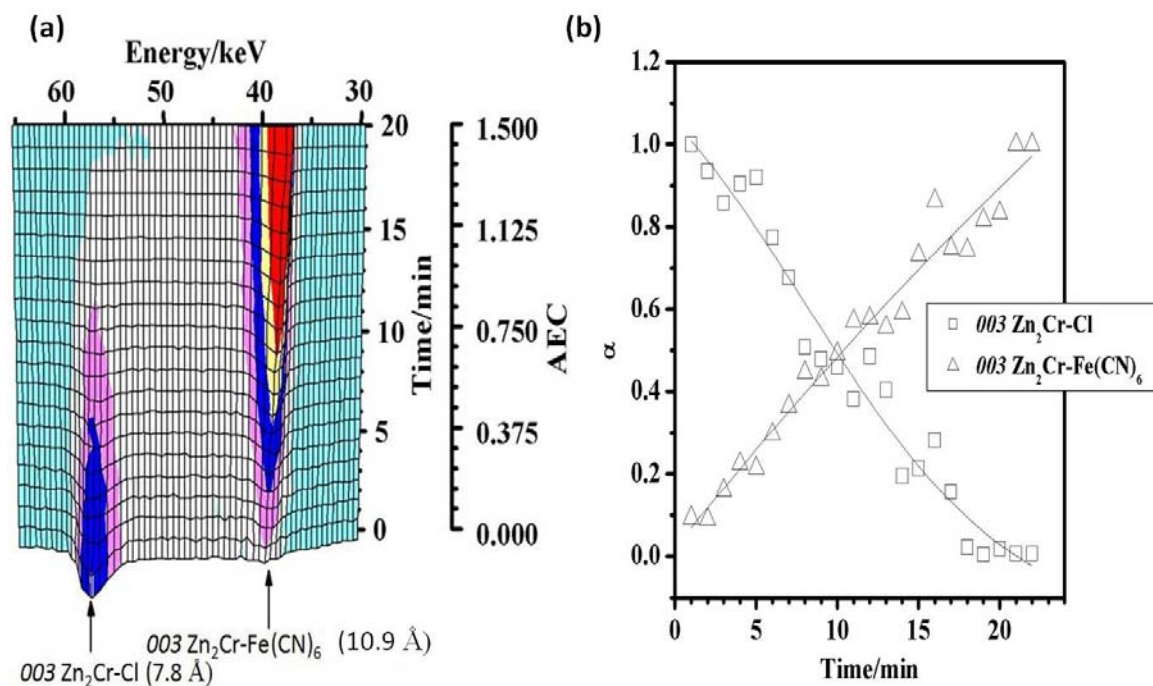 (a)
Energy/keV
60 50 40 30
20
15
10
5
0
Time/min
1.500
1.125
0.750
0.375
0.000
AEC
003 Zn₂Cr-Fe(CN)₆ (10.9 Å)
003 Zn₂Cr-Cl (7.8 Å)
(b)
1.2
1.0
0.8
0.6
0.4
0.2
0.0
α
003 Zn₂Cr-Cl
003 Zn₂Cr-Fe(CN)₆
0 5 10 15 20
Time/min